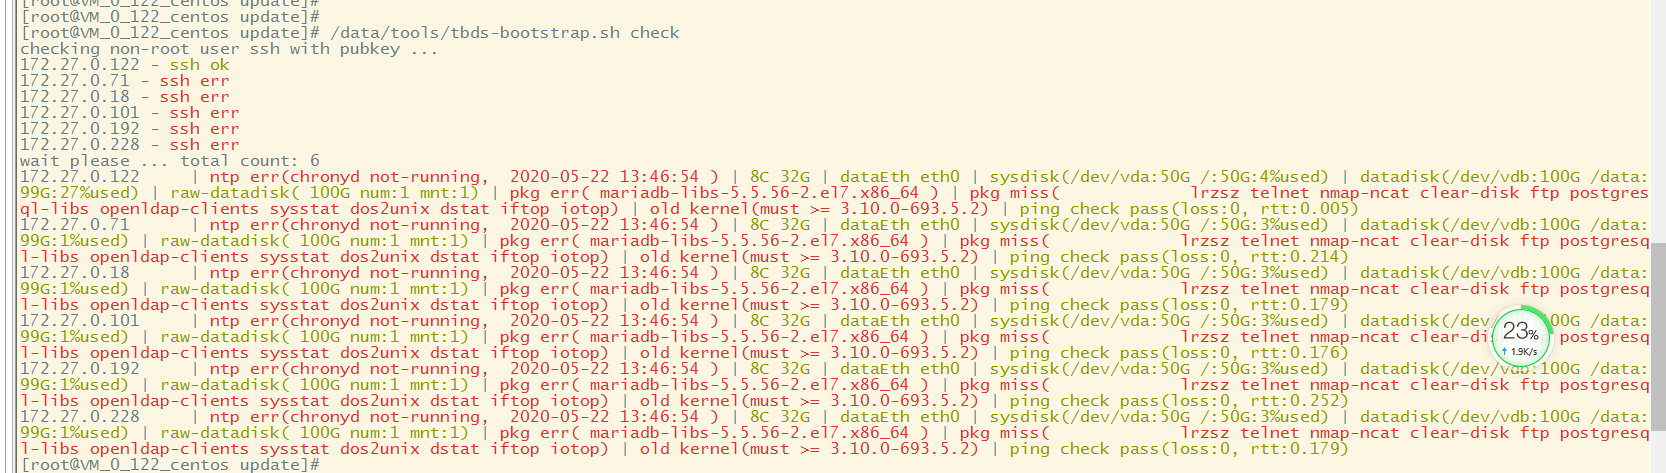 [root@VM_0_122_centos update]#
[root@VM_0_122_centos update]#
[root@VM_0_122_centos update]# /data/tools/tbds-bootstrap.sh check
checking non-root user ssh with pubkey ...
172.27.0.122 - ssh ok
172.27.0.71 - ssh err
172.27.0.18 - ssh err
172.27.0.101 - ssh err
172.27.0.192 - ssh err
172.27.0.228 - ssh err
wait please ... total count: 6
172.27.0.122     | ntp err(chronyd not-running,  2020-05-22 13:46:54 ) | 8C 32G | dataEth eth0 | sysdisk(/dev/vda:50G /:50G:4%used) | datadisk(/dev/vdb:100G /data:
99G:27%used) | raw-datadisk( 100G num:1 mnt:1) | pkg err( mariadb-libs-5.5.56-2.el7.x86_64 ) | pkg miss(              lrzsz telnet nmap-ncat clear-disk ftp postgres
ql-libs openldap-clients sysstat dos2unix dstat iftop iotop) | old kernel(must >= 3.10.0-693.5.2) | ping check pass(loss:0, rtt:0.005)
172.27.0.71      | ntp err(chronyd not-running,  2020-05-22 13:46:54 ) | 8C 32G | dataEth eth0 | sysdisk(/dev/vda:50G /:50G:3%used) | datadisk(/dev/vdb:100G /data:
99G:1%used) | raw-datadisk( 100G num:1 mnt:1) | pkg err( mariadb-libs-5.5.56-2.el7.x86_64 ) | pkg miss(             lrzsz telnet nmap-ncat clear-disk ftp postgresq
l-libs openldap-clients sysstat dos2unix dstat iftop iotop) | old kernel(must >= 3.10.0-693.5.2) | ping check pass(loss:0, rtt:0.214)
172.27.0.18      | ntp err(chronyd not-running,  2020-05-22 13:46:54 ) | 8C 32G | dataEth eth0 | sysdisk(/dev/vda:50G /:50G:3%used) | datadisk(/dev/vdb:100G /data:
99G:1%used) | raw-datadisk( 100G num:1 mnt:1) | pkg err( mariadb-libs-5.5.56-2.el7.x86_64 ) | pkg miss(             lrzsz telnet nmap-ncat clear-disk ftp postgresq
l-libs openldap-clients sysstat dos2unix dstat iftop iotop) | old kernel(must >= 3.10.0-693.5.2) | ping check pass(loss:0, rtt:0.179)
172.27.0.101     | ntp err(chronyd not-running,  2020-05-22 13:46:54 ) | 8C 32G | dataEth eth0 | sysdisk(/dev/vda:50G /:50G:3%used) | datadisk(/dev/ 00G /data:
99G:1%used) | raw-datadisk( 100G num:1 mnt:1) | pkg err( mariadb-libs-5.5.56-2.el7.x86_64 ) | pkg miss(             lrzsz telnet nmap-ncat clear-disk postgresq
l-libs openldap-clients sysstat dos2unix dstat iftop iotop) | old kernel(must >= 3.10.0-693.5.2) | ping check pass(loss:0, rtt:0.176)
23%
1.9K/s
172.27.0.192     | ntp err(chronyd not-running,  2020-05-22 13:46:54 ) | 8C 32G | dataEth eth0 | sysdisk(/dev/vda:50G /:50G:3%used) | datadisk(/dev/vdb:100G /data:
99G:1%used) | raw-datadisk( 100G num:1 mnt:1) | pkg err( mariadb-libs-5.5.56-2.el7.x86_64 ) | pkg miss(             lrzsz telnet nmap-ncat clear-disk ftp postgresq
l-libs openldap-clients sysstat dos2unix dstat iftop iotop) | old kernel(must >= 3.10.0-693.5.2) | ping check pass(loss:0, rtt:0.252)
172.27.0.228     | ntp err(chronyd not-running,  2020-05-22 13:46:54 ) | 8C 32G | dataEth eth0 | sysdisk(/dev/vda:50G /:50G:3%used) | datadisk(/dev/vdb:100G /data:
99G:1%used) | raw-datadisk( 100G num:1 mnt:1) | pkg err( mariadb-libs-5.5.56-2.el7.x86_64 ) | pkg miss(             lrzsz telnet nmap-ncat clear-disk ftp postgresq
l-libs openldap-clients sysstat dos2unix dstat iftop iotop) | old kernel(must >= 3.10.0-693.5.2) | ping check pass(loss:0, rtt:0.179)
[root@VM_0_122_centos update]#